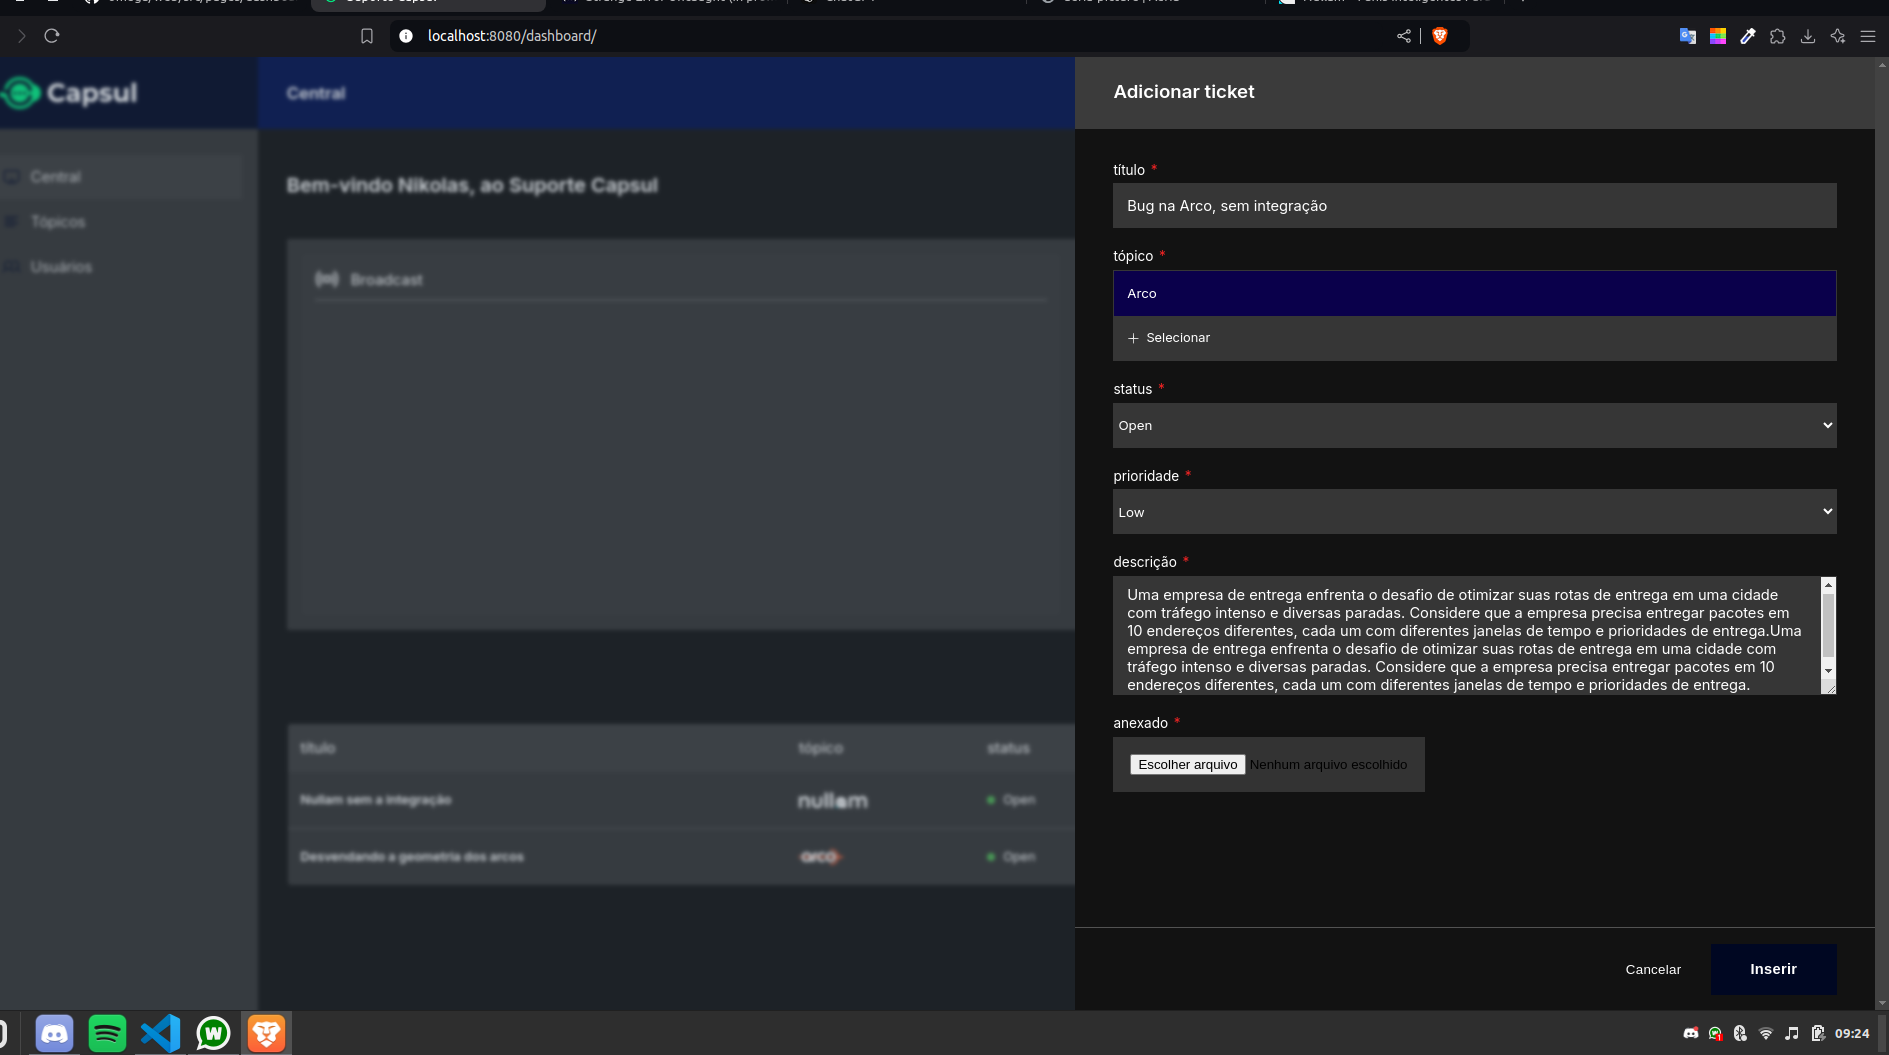 localhost:8080/dashboard/
Capsul
Central
Adicionar ticket
Central
Tópicos
Usuários
Bem-vindo Nikolas, ao Suporte Capsul
Broadcast
título
tópico
status
Nullam sem a integração
nullam
Open
Desvendando a geometria dos arcos
arco
Open
título *
Bug na Arco, sem integração
tópico *
Arco
+ Selecionar
status *
Open
prioridade *
Low
descrição *
Uma empresa de entrega enfrenta o desafio de otimizar suas rotas de entrega em uma cidade
com tráfego intenso e diversas paradas. Considere que a empresa precisa entregar pacotes em
10 endereços diferentes, cada um com diferentes janelas de tempo e prioridades de entrega.Uma
empresa de entrega enfrenta o desafio de otimizar suas rotas de entrega em uma cidade com
tráfego intenso e diversas paradas. Considere que a empresa precisa entregar pacotes em 10
endereços diferentes, cada um com diferentes janelas de tempo e prioridades de entrega.
anexado *
Escolher arquivo Nenhum arquivo escolhido
Cancelar
Inserir
09:24